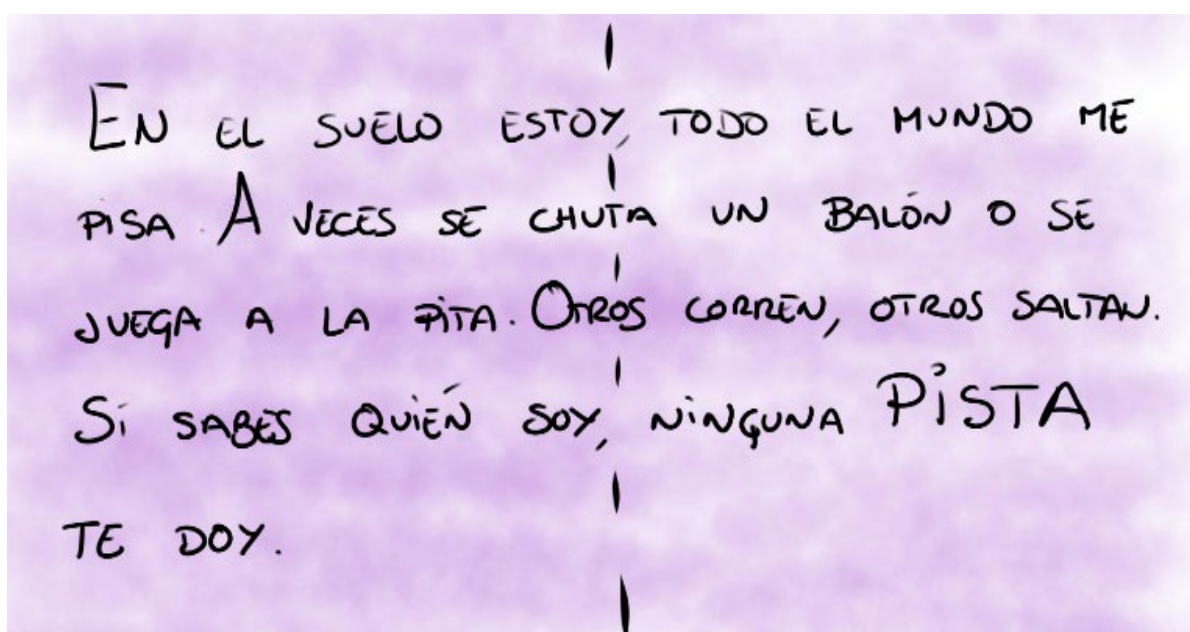 EN EL SUELO ESTOY, TODO EL MUNDO ME
PISA. A VECES SE CHUTA UN BALÓN O SE
JUEGA A LA PITA. OTROS CORREN, OTROS SALTAN.
Si SABES QUiÉN SOY, NiNGUNA PiSTA
TE DOY.